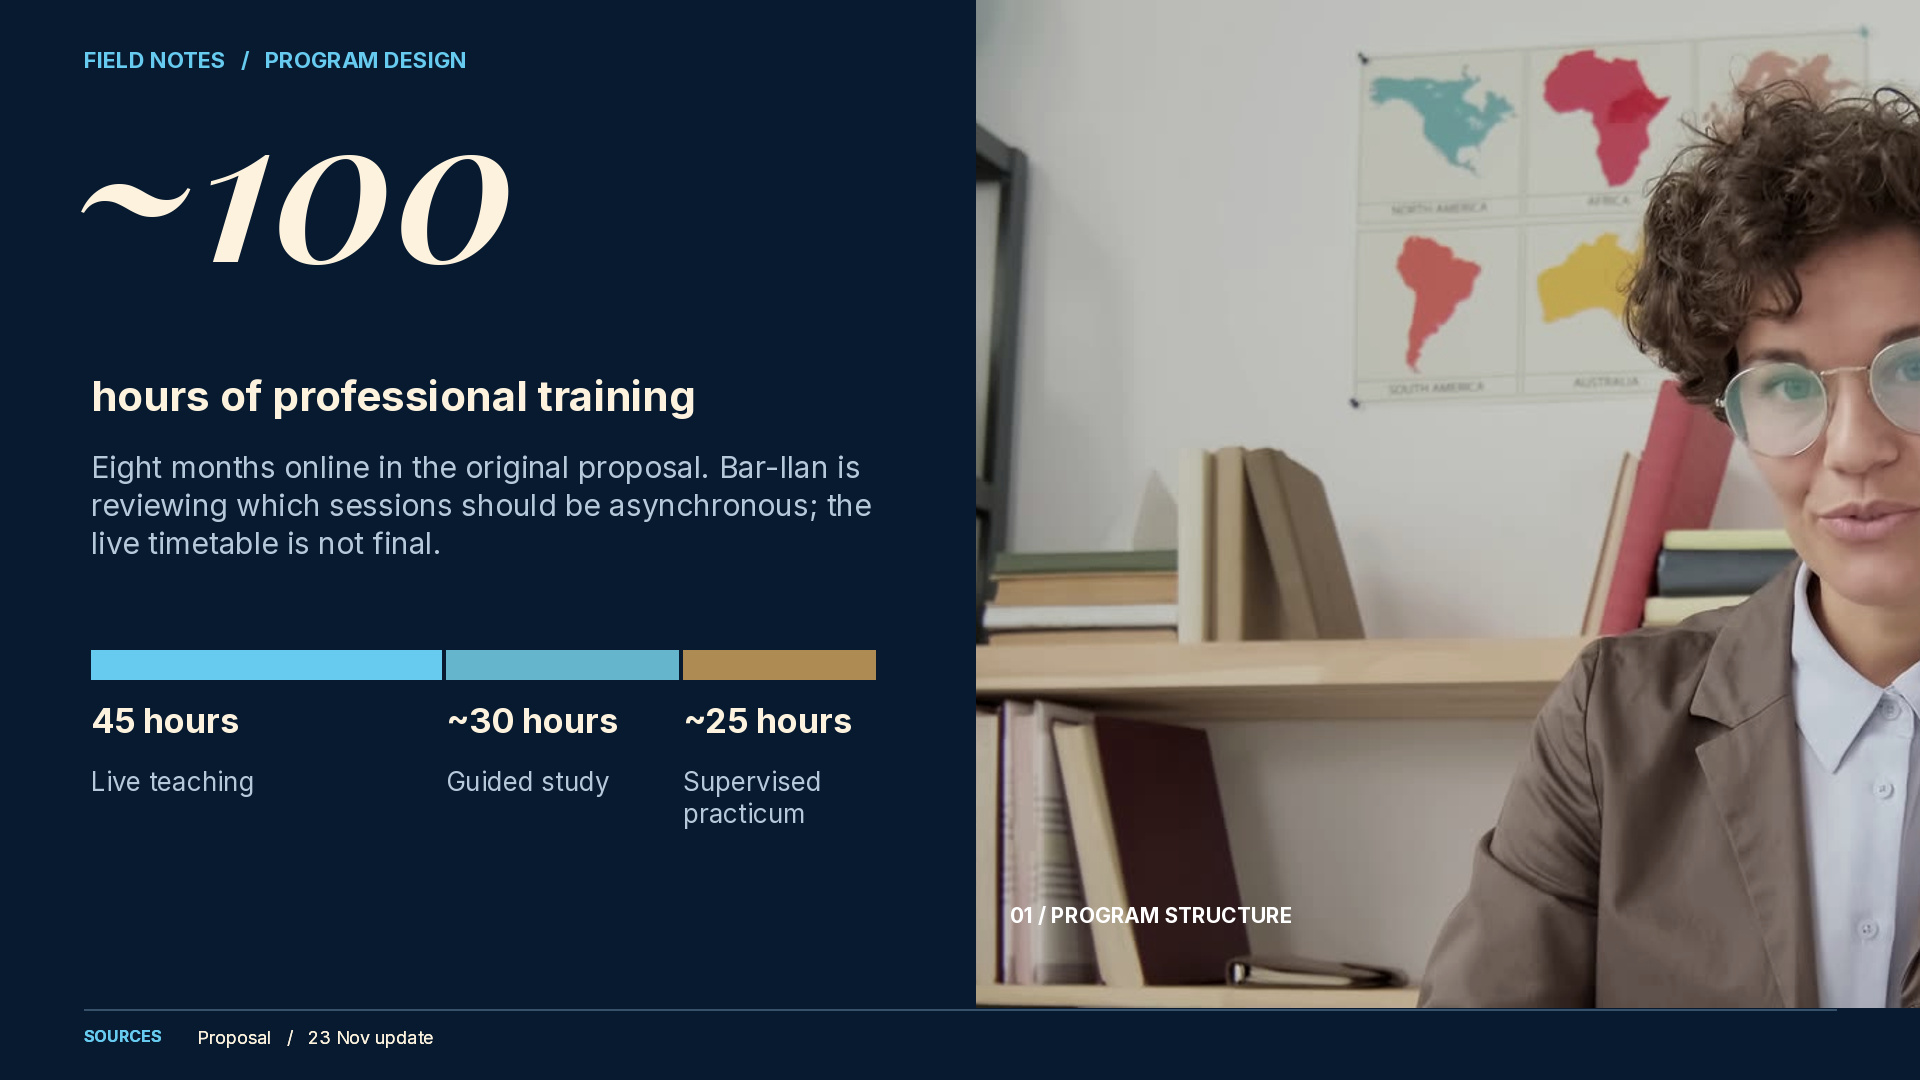 FIELD NOTES / PROGRAM DESIGN
~100
hours of professional training
Eight months online in the original proposal. Bar-Ilan is
reviewing which sessions should be asynchronous; the
live timetable is not final.
45 hours
Live teaching
~30 hours
Guided study
~25 hours
Supervised
practicum
NORTH AMERICA
AFRICA
SOUTH AMERICA
AUSTRALIA
01 / PROGRAM STRUCTURE
SOURCES Proposal / 23 Nov update